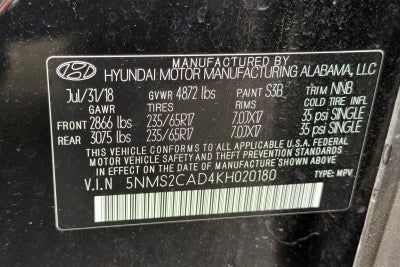 MANUFACTURED BY
HYUNDAI MOTOR MANUFACTURING ALABAMA, LLC
Jul/31/18 GVWR 4872 lbs PAINT S3B TRIM NNB
GAWR TIRES RIMS COLD TIRE INFL
FRONT 2866 lbs 235/65R17 7.0JX17 35 psi SINGLE
REAR 3075 lbs 235/65R17 7.0JX17 35 psi SINGLE
THIS VEHICLE CONFORMS TO ALL APPLICABLE U.S.A. FEDERAL
MOTOR VEHICLE SAFETY AND THEFT PREVENTION STANDARDS
IN EFFECT ON THE DATE OF MANUFACTURE SHOWN ABOVE
V.I.N 5NMS2CAD4KH020180 TYPE: MPV